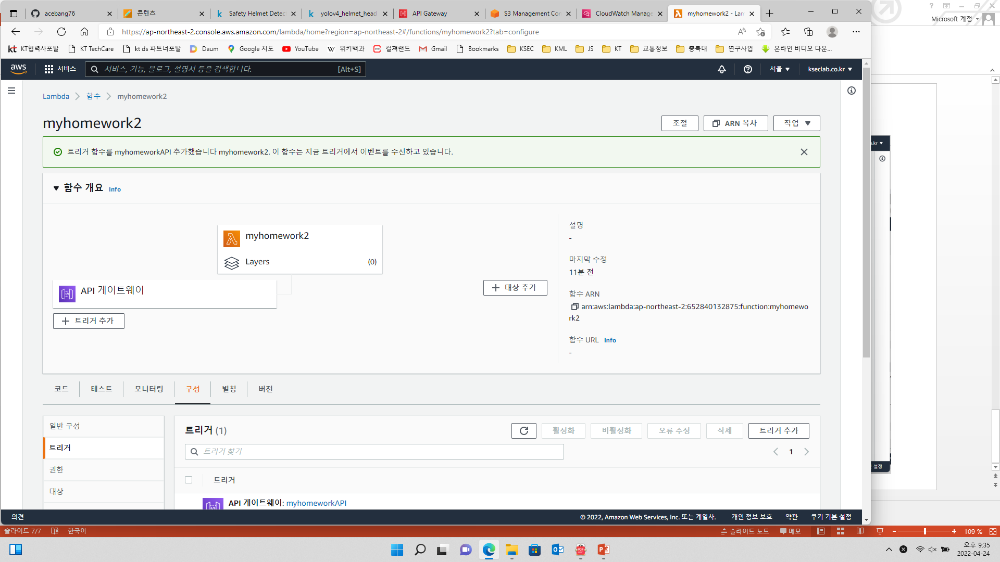 acebang76
콘텐츠
Safety Helmet Detec
yolov4_helmet_head
API Gateway
S3 Management Con
CloudWatch Manage
myhomework2 - Lam
Microsoft 계정
https://ap-northeast-2.console.aws.amazon.com/lambda/home?region=ap-northeast-2#/functions/myhomework2?tab=configure
kt KT협력사포탈
KT TechCare
kt ds 파트너포탈
Daum
Google 지도
YouTube
W 위키백과
컬쳐랜드
Gmail
Bookmarks
KSEC
KML
JS
KT
교통정보
충북대
연구사업
온라인 비디오 다운...
aws
서비스
서비스, 기능, 블로그, 설명서 등을 검색합니다.
[Alt+S]
서울
kseclab.co.kr
Lambda
함수
myhomework2
myhomework2
조절
ARN 복사
작업
트리거 함수를 myhomeworkAPI 추가했습니다 myhomework2. 이 함수는 지금 트리거에서 이벤트를 수신하고 있습니다.
함수 개요 Info
myhomework2
Layers
(0)
API 게이트웨이
+ 트리거 추가
+ 대상 추가
설명
-
마지막 수정
11분 전
함수 ARN
arn:aws:lambda:ap-northeast-2:652840132875:function:myhomewo
rk2
함수 URL Info
-
코드
테스트
모니터링
구성
별칭
버전
일반 구성
트리거
권한
대상
트리거 (1)
활성화
비활성화
오류 수정
삭제
트리거 추가
트리거 찾기
1
트리거
API 게이트웨이: myhomeworkAPI
의견
© 2022, Amazon Web Services, Inc. 또는 계열사.
개인 정보 보호
약관
쿠키 기본 설정
.kr
설정
슬라이드 7/7
한국어
슬라이드 노트
메모
109 %
오후 9:35
2022-04-24